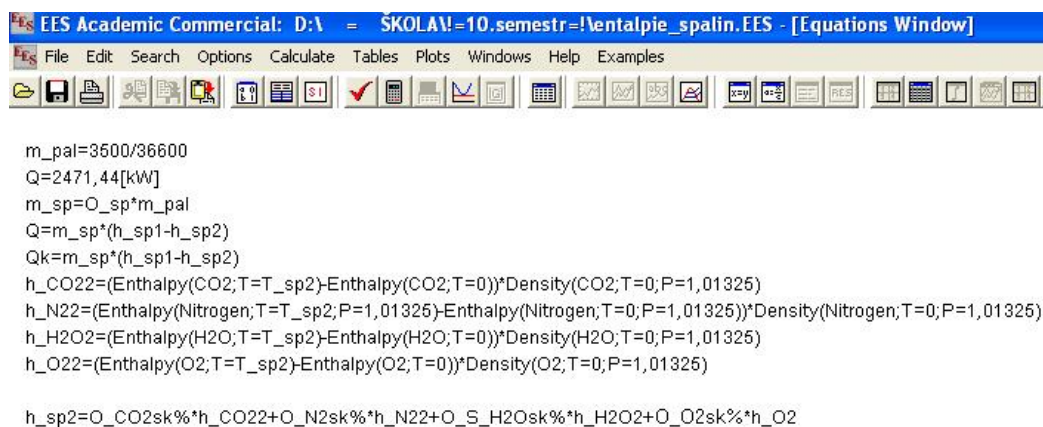 EES Academic Commercial: D:\ = ŠKOLA\!=10.semestr=!\entalpie_spalin.EES - [Equations Window]
File Edit Search Options Calculate Tables Plots Windows Help Examples
m_pal=3500/36600
Q=2471,44[kW]
m_sp=O_sp*m_pal
Q=m_sp*(h_sp1-h_sp2)
Qk=m_sp*(h_sp1-h_sp2)
h_CO22=(Enthalpy(CO2;T=T_sp2)-Enthalpy(CO2;T=0))*Density(CO2;T=0;P=1,01325)
h_N22=(Enthalpy(Nitrogen;T=T_sp2;P=1,01325)-Enthalpy(Nitrogen;T=0;P=1,01325))*Density(Nitrogen;T=0;P=1,01325)
h_H2O2=(Enthalpy(H2O;T=T_sp2)-Enthalpy(H2O;T=0))*Density(H2O;T=0;P=1,01325)
h_O22=(Enthalpy(O2;T=T_sp2)-Enthalpy(O2;T=0))*Density(O2;T=0;P=1,01325)
h_sp2=O_CO2sk%*h_CO22+O_N2sk%*h_N22+O_S_H2Osk%*h_H2O2+O_O2sk%*h_O2